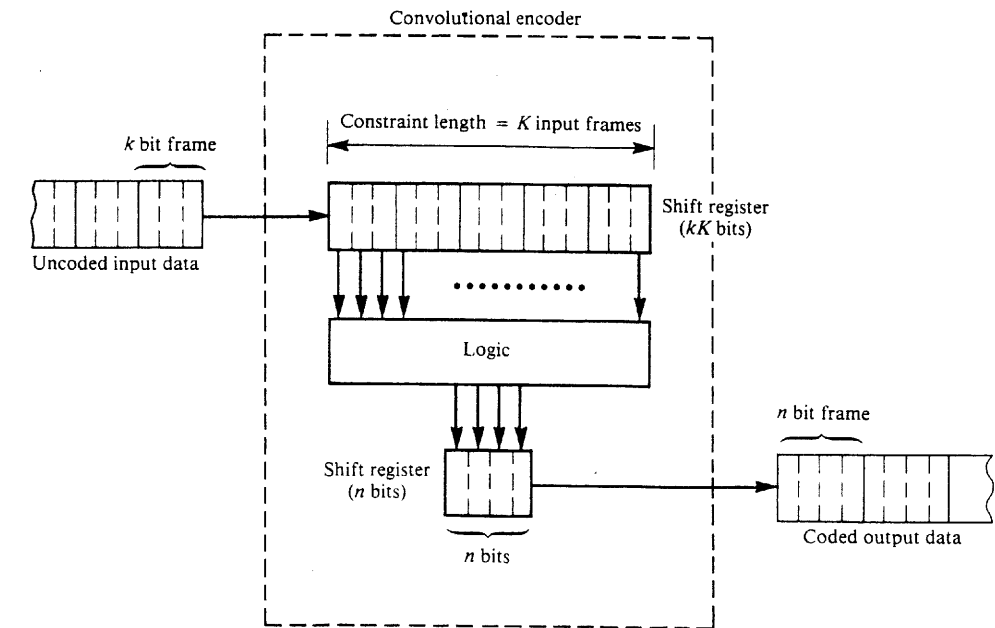 Convolutional encoder
Constraint length = K input frames
k bit frame
Shift register
(kK bits)
Uncoded input data
Logic
n bit frame
Shift register
(n bits)
Coded output data
n bits